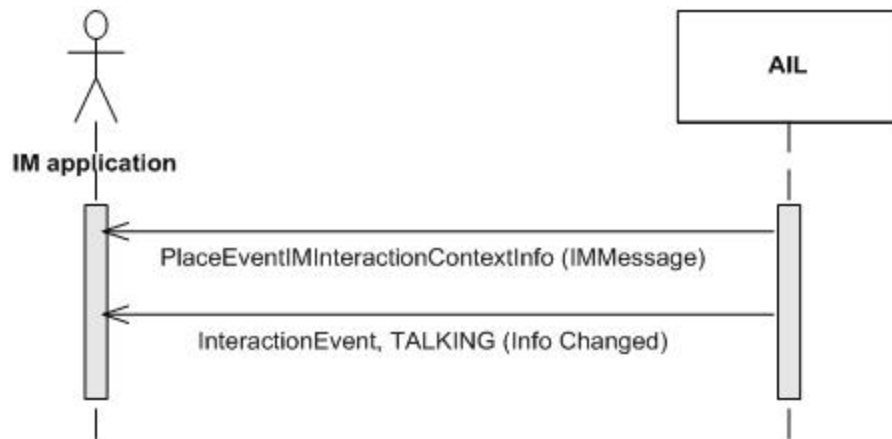 AIL
IM application
PlaceEventIMInteractionContextInfo (IMMessage)
InteractionEvent, TALKING (Info Changed)